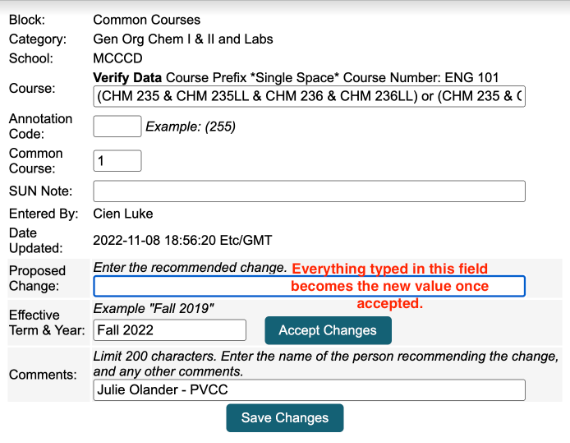 Block: Common Courses
Category: Gen Org Chem I & II and Labs
School: MCCCD
Verify Data Course Prefix *Single Space* Course Number: ENG 101
Course: (CHM 235 & CHM 235LL & CHM 236 & CHM 236LL) or (CHM 235 & C
Annotation
Code: Example: (255)
Common
Course: 1
SUN Note:
Entered By: Cien Luke
Date
Updated: 2022-11-08 18:56:20 Etc/GMT
Proposed
Change:
Enter the recommended change. Everything typed in this field
becomes the new value once
accepted.
Example "Fall 2019"
Effective
Term & Year: Fall 2022 Accept Changes
Limit 200 characters. Enter the name of the person recommending the change,
and any other comments.
Comments: Julie Olander - PVCC
Save Changes